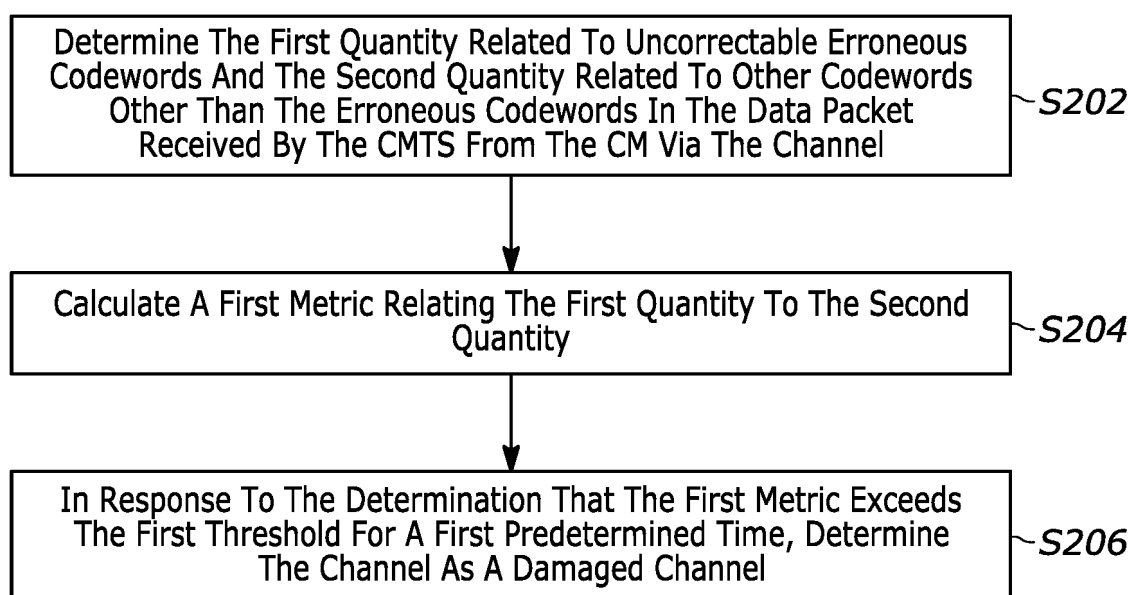 Determine The First Quantity Related To Uncorrectable Erroneous
Codewords And The Second Quantity Related To Other Codewords
Other Than The Erroneous Codewords In The Data Packet
Received By The CMTS From The CM Via The Channel
S202
Calculate A First Metric Relating The First Quantity To The Second
Quantity
S204
In Response To The Determination That The First Metric Exceeds
The First Threshold For A First Predetermined Time, Determine
The Channel As A Damaged Channel
S206